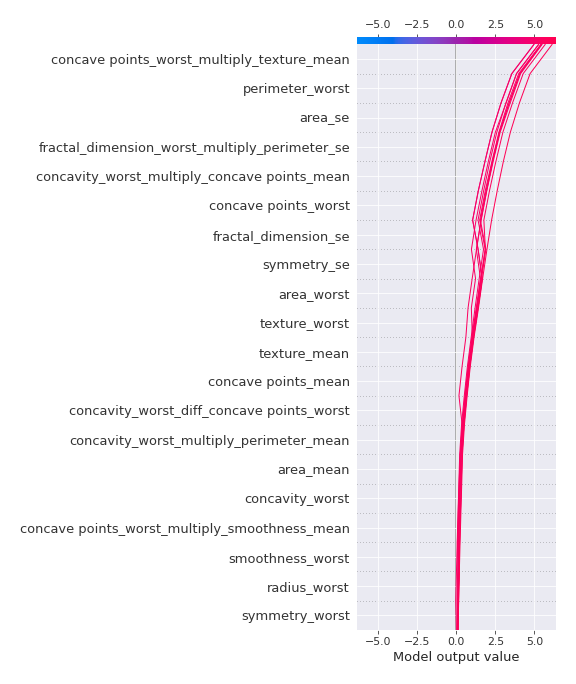 −5.0 −2.5 0.0 2.5 5.0
concave points_worst_multiply_texture_mean
perimeter_worst
area_se
fractal_dimension_worst_multiply_perimeter_se
concavity_worst_multiply_concave points_mean
concave points_worst
fractal_dimension_se
symmetry_se
area_worst
texture_worst
texture_mean
concave points_mean
concavity_worst_diff_concave points_worst
concavity_worst_multiply_perimeter_mean
area_mean
concavity_worst
concave points_worst_multiply_smoothness_mean
smoothness_worst
radius_worst
symmetry_worst
−5.0 −2.5 0.0 2.5 5.0
Model output value